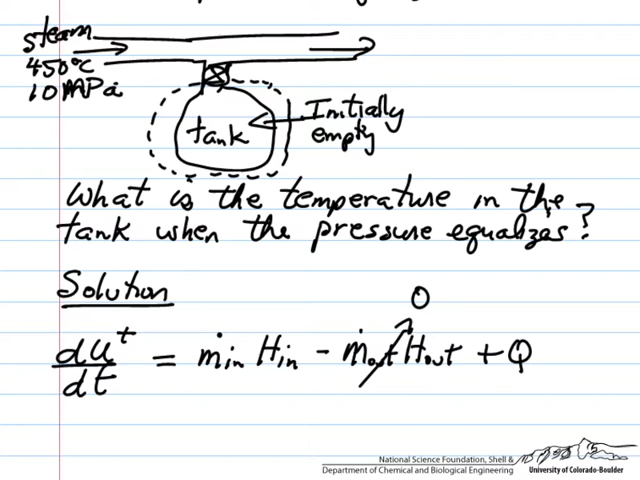 steam
450°C
10 MPa
tank
Initially
empty
What is the temperature in the
tank when the pressure equalizes?
Solution
0
dU^t/dt = ṁin Hin - ṁout Hout + Q
National Science Foundation, Shell &
Department of Chemical and Biological Engineering
University of Colorado-Boulder